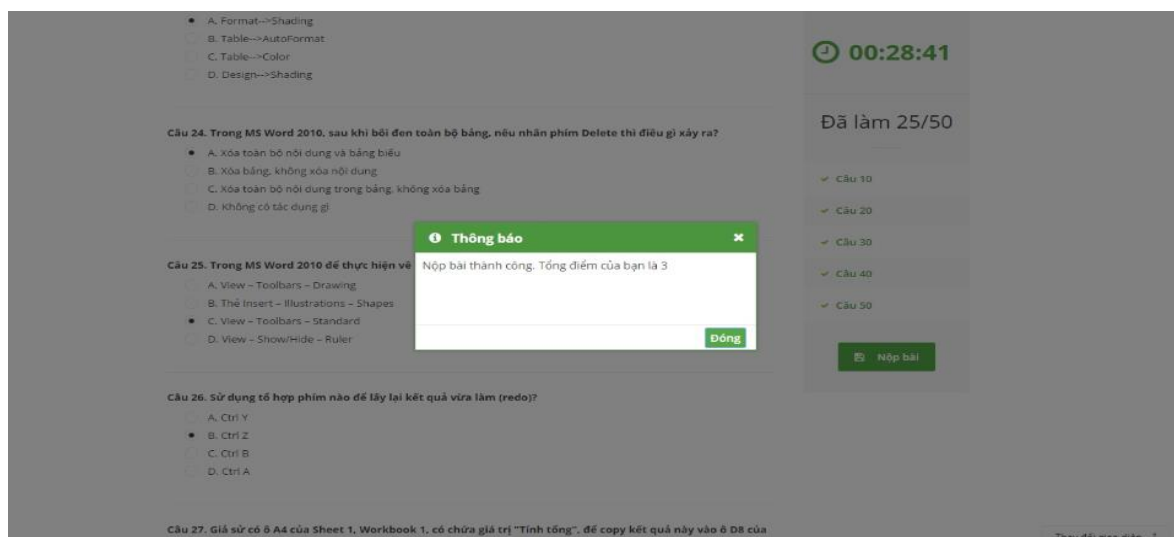 A. Format-->Shading
B. Table-->AutoFormat
C. Table-->Color
D. Design-->Shading
00:28:41
Đã làm 25/50
Câu 24. Trong MS Word 2010, sau khi bôi đen toàn bộ bảng, nếu nhấn phím Delete thì điều gì xảy ra?
A. Xóa toàn bộ nội dung và bảng biểu
B. Xóa bảng, không xóa nội dung
C. Xóa toàn bộ nội dung trong bảng, không xóa bảng
D. Không có tác dụng gì
Câu 10
Câu 20
Câu 30
Câu 40
Câu 50
Nộp bài
Thông báo
Nộp bài thành công. Tổng điểm của bạn là 3
Đóng
Câu 25. Trong MS Word 2010 để thực hiện vẽ
A. View – Toolbars – Drawing
B. Thẻ Insert – Illustrations – Shapes
C. View – Toolbars – Standard
D. View – Show/Hide – Ruler
Câu 26. Sử dụng tổ hợp phím nào để lấy lại kết quả vừa làm (redo)?
A. Ctrl Y
B. Ctrl Z
C. Ctrl B
D. Ctrl A
Câu 27. Giả sử có ô A4 của Sheet 1, Workbook 1, có chứa giá trị "Tính tổng", để copy kết quả này vào ô D8 của